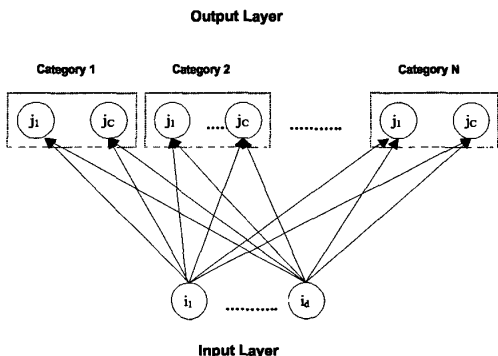 Output Layer
Category 1 Category 2 Category N
j1 jC j1 ..... jC ........... j1 jC
i1 .......... id
Input Layer